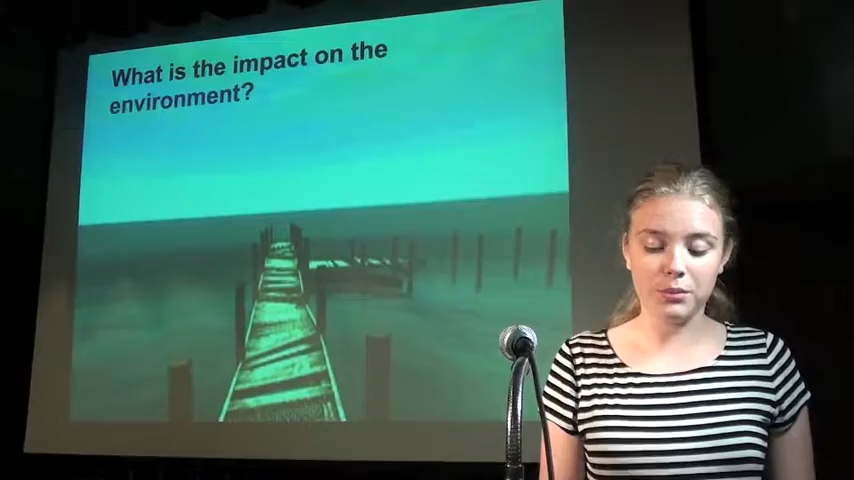 What is the impact on the
environment?